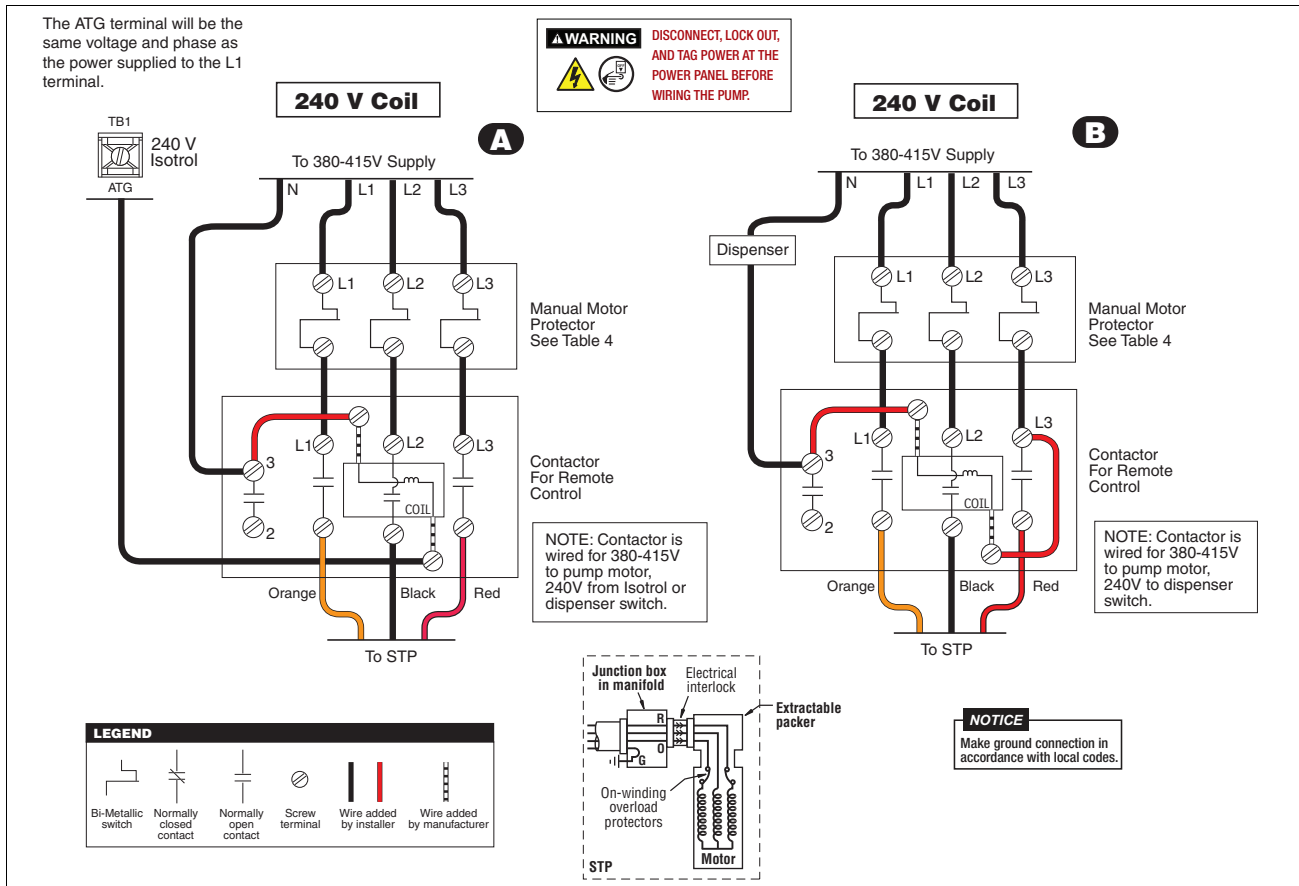 The ATG terminal will be the
same voltage and phase as
the power supplied to the L1
terminal.
WARNING
DISCONNECT, LOCK OUT,
AND TAG POWER AT THE
POWER PANEL BEFORE
WIRING THE PUMP.
240 V Coil
A
TB1
240 V
Isotrol
ATG
To 380-415V Supply
N
L1
L2
L3
L1
L2
L3
Manual Motor
Protector
See Table 4
L1
L2
L3
3
2
COIL
Contactor
For Remote
Control
NOTE: Contactor is
wired for 380-415V
to pump motor,
240V from Isotrol or
dispenser switch.
Orange
Black
Red
To STP
240 V Coil
B
To 380-415V Supply
N
L1
L2
L3
Dispenser
L1
L2
L3
Manual Motor
Protector
See Table 4
L1
L2
L3
3
2
COIL
Contactor
For Remote
Control
NOTE: Contactor is
wired for 380-415V
to pump motor,
240V to dispenser
switch.
Orange
Black
Red
To STP
LEGEND
Bi-Metallic
switch
Normally
closed
contact
Normally
open
contact
Screw
terminal
Wire added
by installer
Wire added
by manufacturer
Junction box
in manifold
Electrical
interlock
Extractable
packer
R
O
G
On-winding
overload
protectors
Motor
STP
NOTICE
Make ground connection in
accordance with local codes.